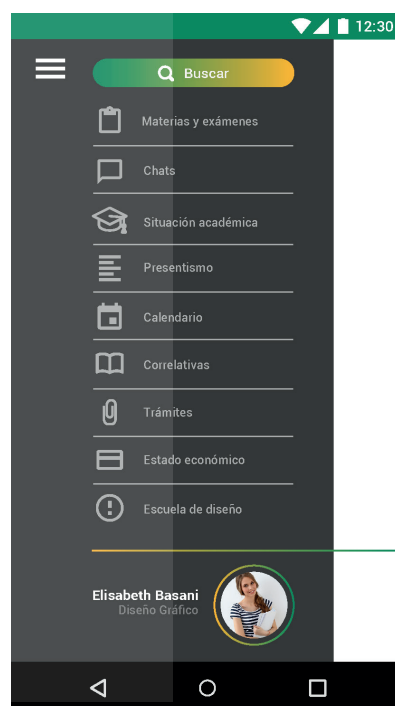 12:30
Buscar
Materias y exámenes
Chats
Situación académica
Presentismo
Calendario
Correlativas
Trámites
Estado económico
Escuela de diseño
Elisabeth Basani
Diseño Gráfico